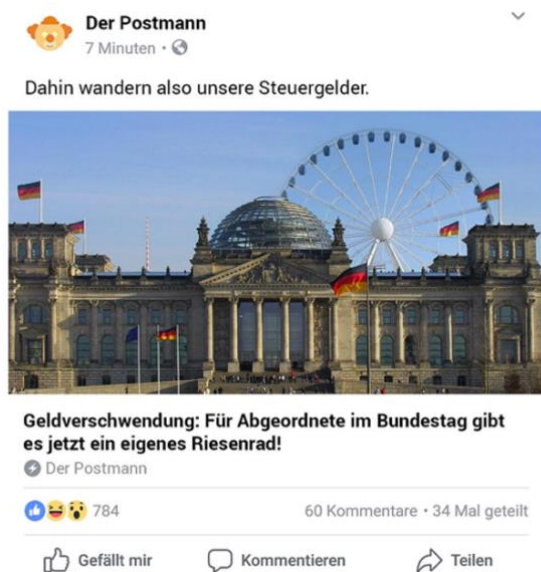 Der Postmann
7 Minuten •
Dahin wandern also unsere Steuergelder.
Geldverschwendung: Für Abgeordnete im Bundestag gibt
es jetzt ein eigenes Riesenrad!
Der Postmann
784
60 Kommentare • 34 Mal geteilt
Gefällt mir
Kommentieren
Teilen